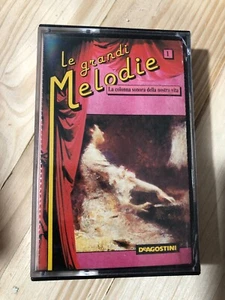 Le grandi
1
Melodie
La colonna sonora della nostra vita
DeAGOSTINI